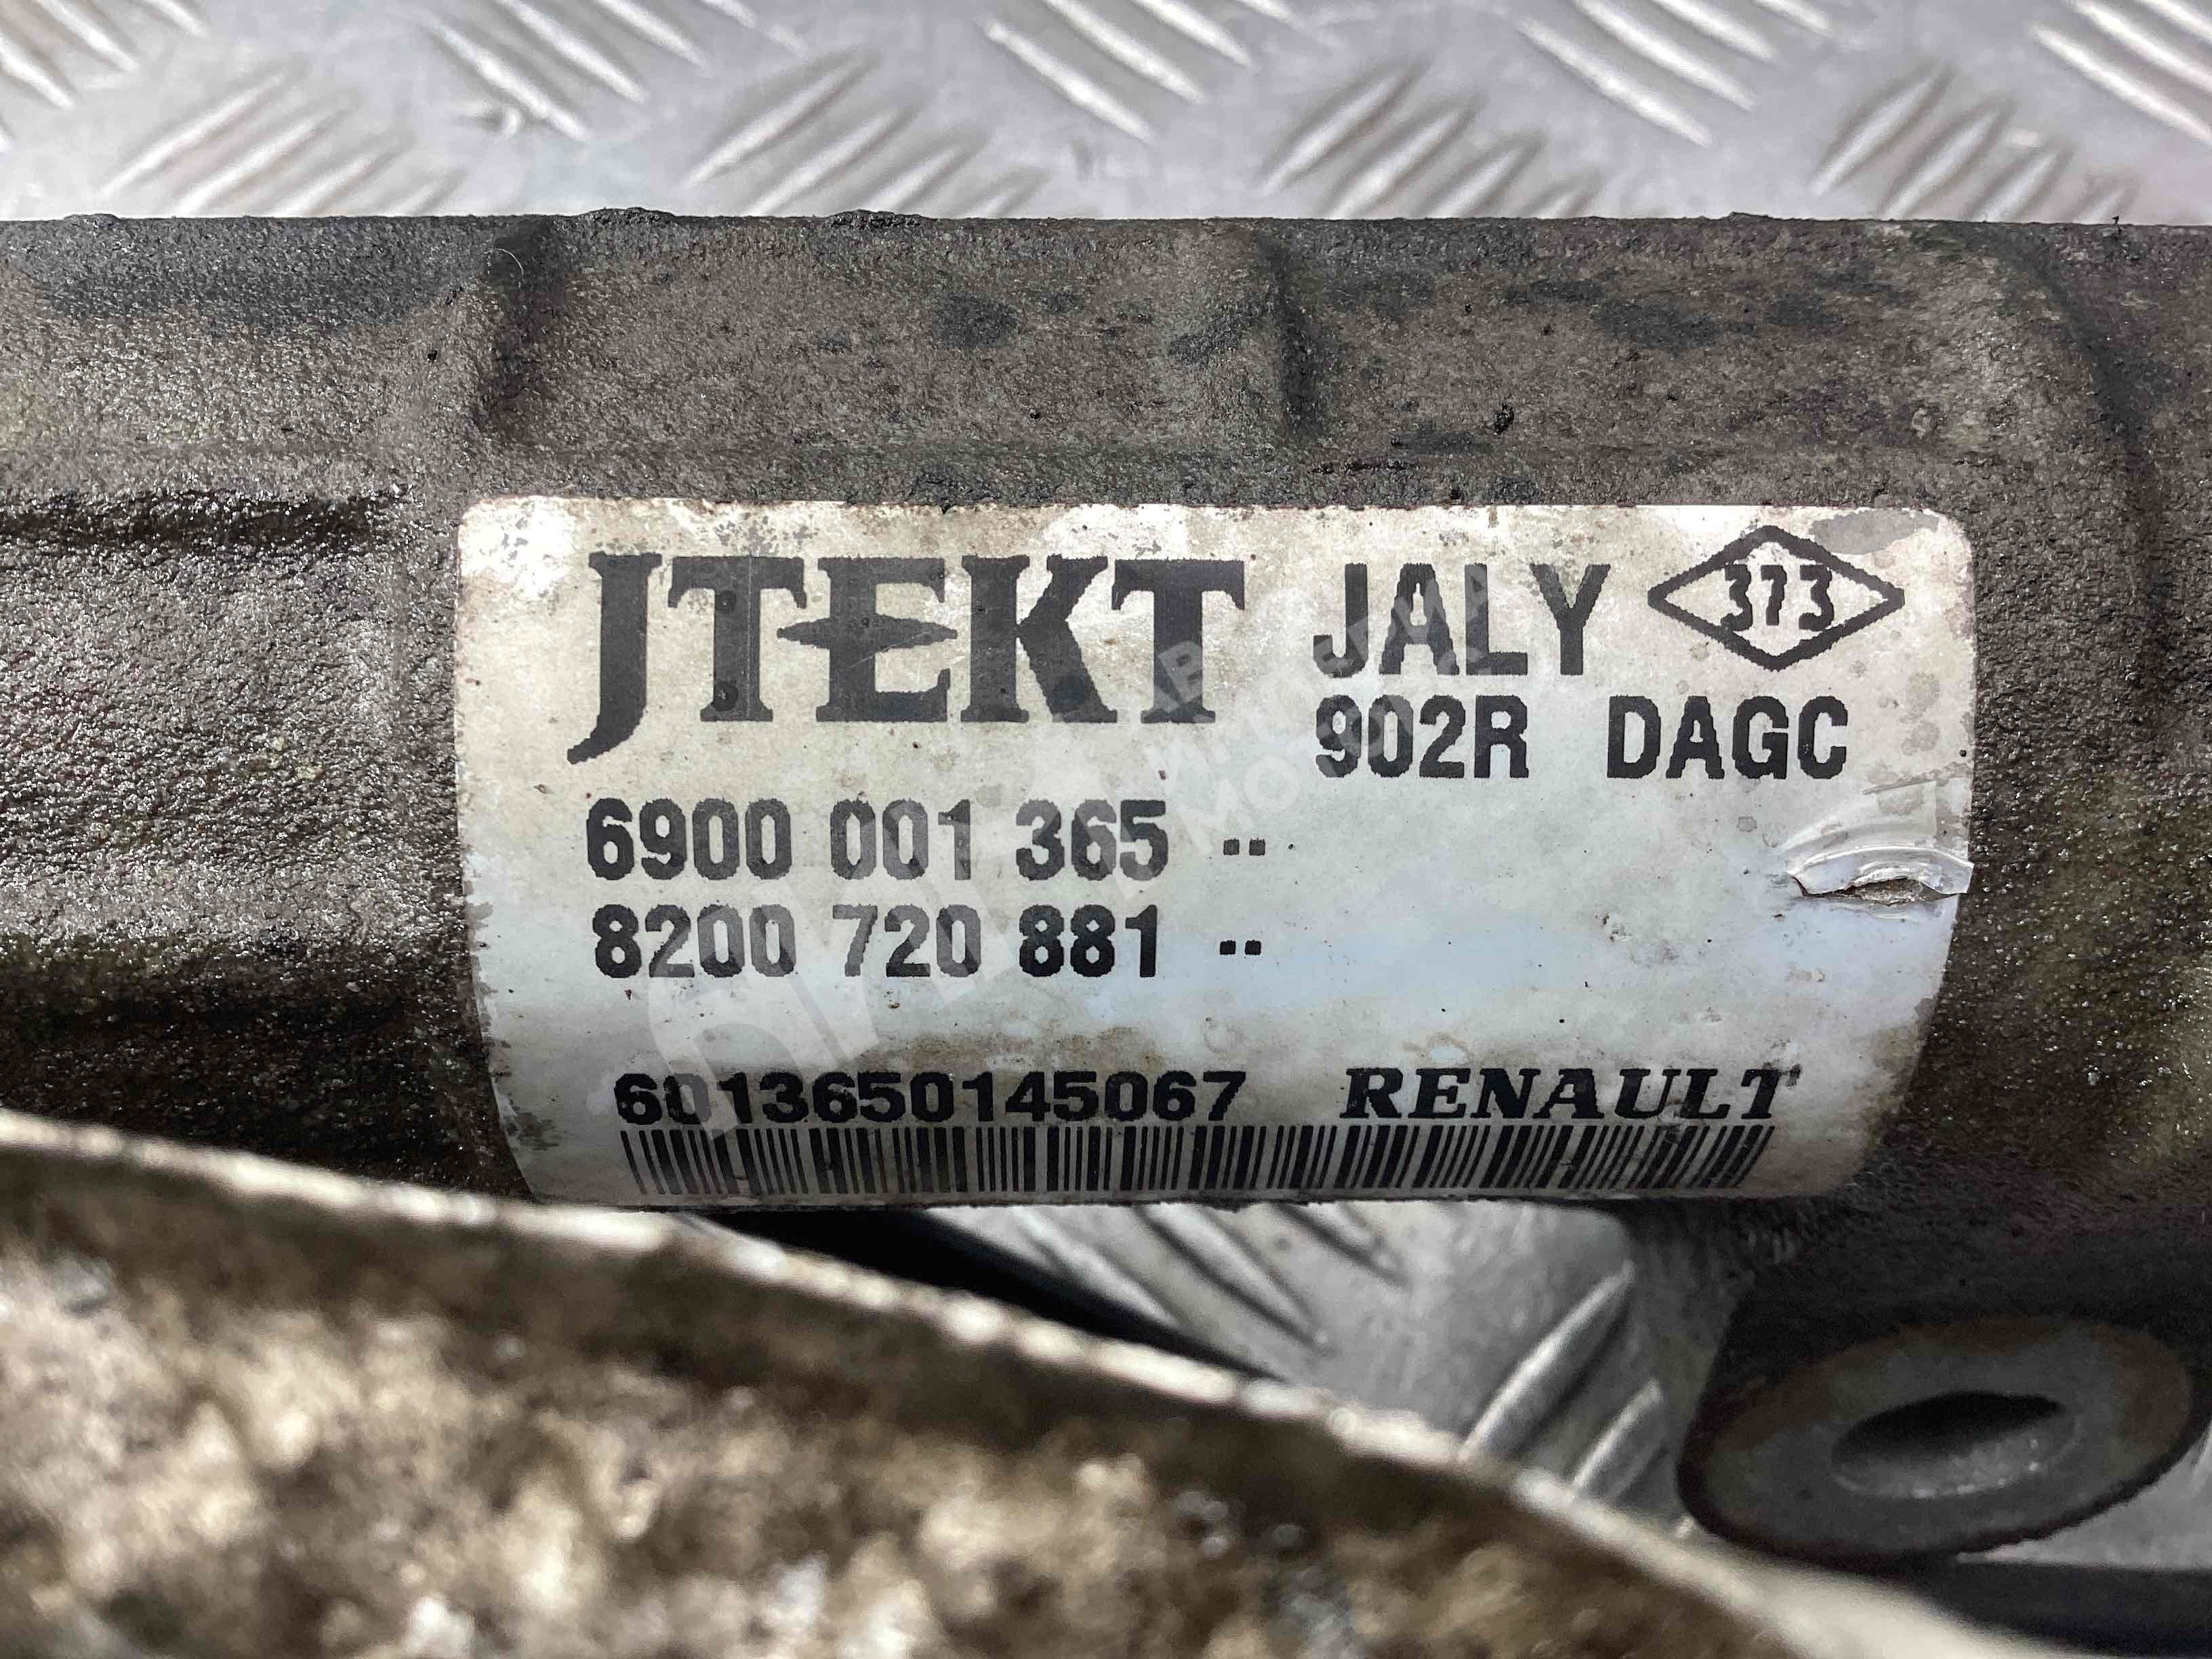 JTEKT JALY 373
902R DAGC
6900 001 365 --
8200 720 881 --
6013650145067 RENAULT